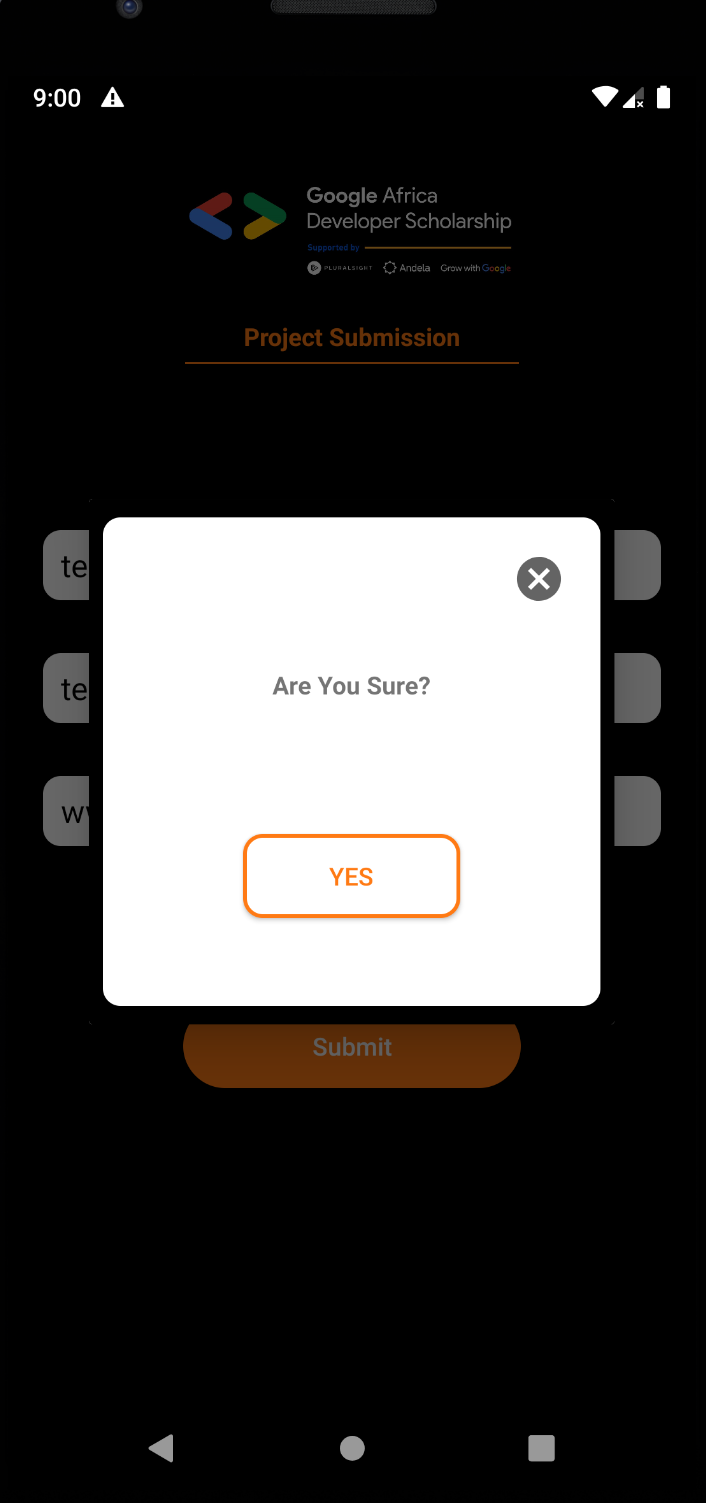 9:00
Google Africa
Developer Scholarship
Supported by
PLURALSIGHT Andela Grow with Google
Project Submission
te
te
Are You Sure?
YES
Submit